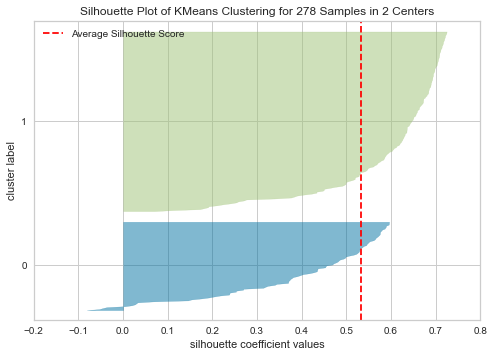 Silhouette Plot of KMeans Clustering for 278 Samples in 2 Centers
Average Silhouette Score
cluster label
1
0
-0.2 -0.1 0.0 0.1 0.2 0.3 0.4 0.5 0.6 0.7 0.8
silhouette coefficient values